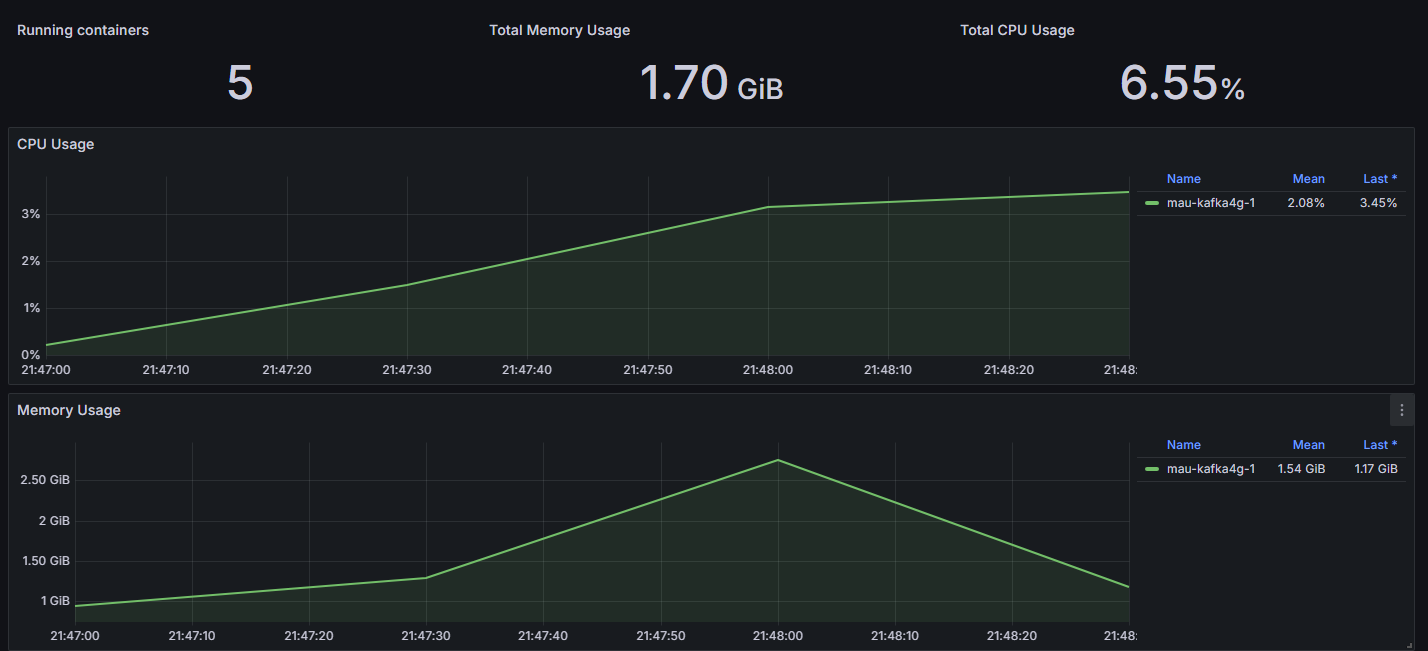 Running containers
Total Memory Usage
Total CPU Usage
5
1.70 GiB
6.55%
CPU Usage
Name Mean Last *
mau-kafka4g-1 2.08% 3.45%
3%
2%
1%
0%
21:47:00 21:47:10 21:47:20 21:47:30 21:47:40 21:47:50 21:48:00 21:48:10 21:48:20 21:48:
Memory Usage
Name Mean Last *
mau-kafka4g-1 1.54 GiB 1.17 GiB
2.50 GiB
2 GiB
1.50 GiB
1 GiB
21:47:00 21:47:10 21:47:20 21:47:30 21:47:40 21:47:50 21:48:00 21:48:10 21:48:20 21:48: